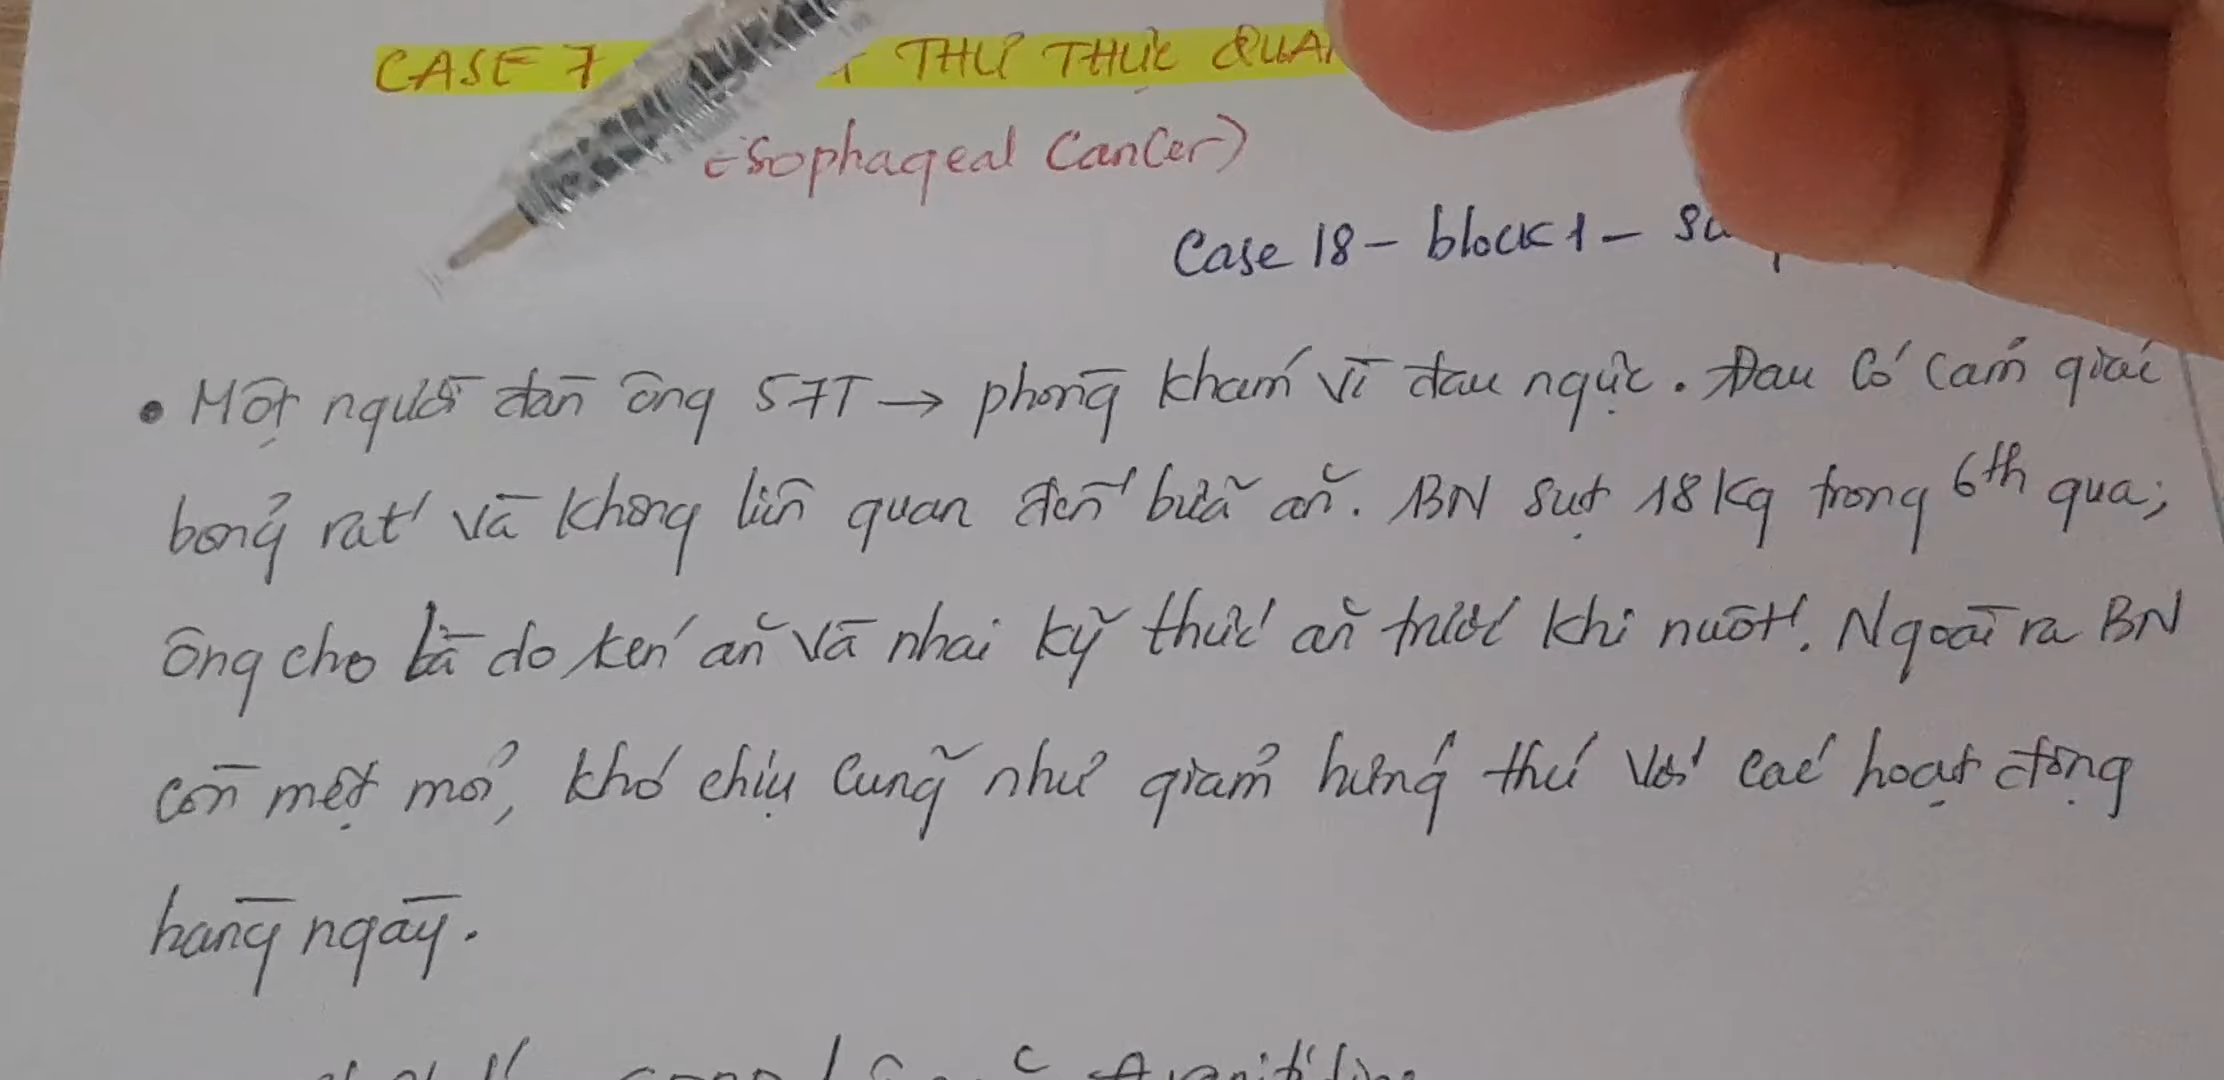 CASE 7 THƯ THỰC QUA
Esophageal Cancer)
Case 18 - block 1 -
• Một người đàn ông 57T → phòng khám vì đau ngực. Đau có cảm giác
bỏng rát và không liên quan đến bữa ăn. BN sụt 18kg trong 6th qua;
ông cho là do kén ăn và nhai kỹ thức ăn trước khi nuốt. Ngoài ra BN
còn mệt mỏi, khó chịu cũng như giảm hứng thú với các hoạt động
hàng ngày.